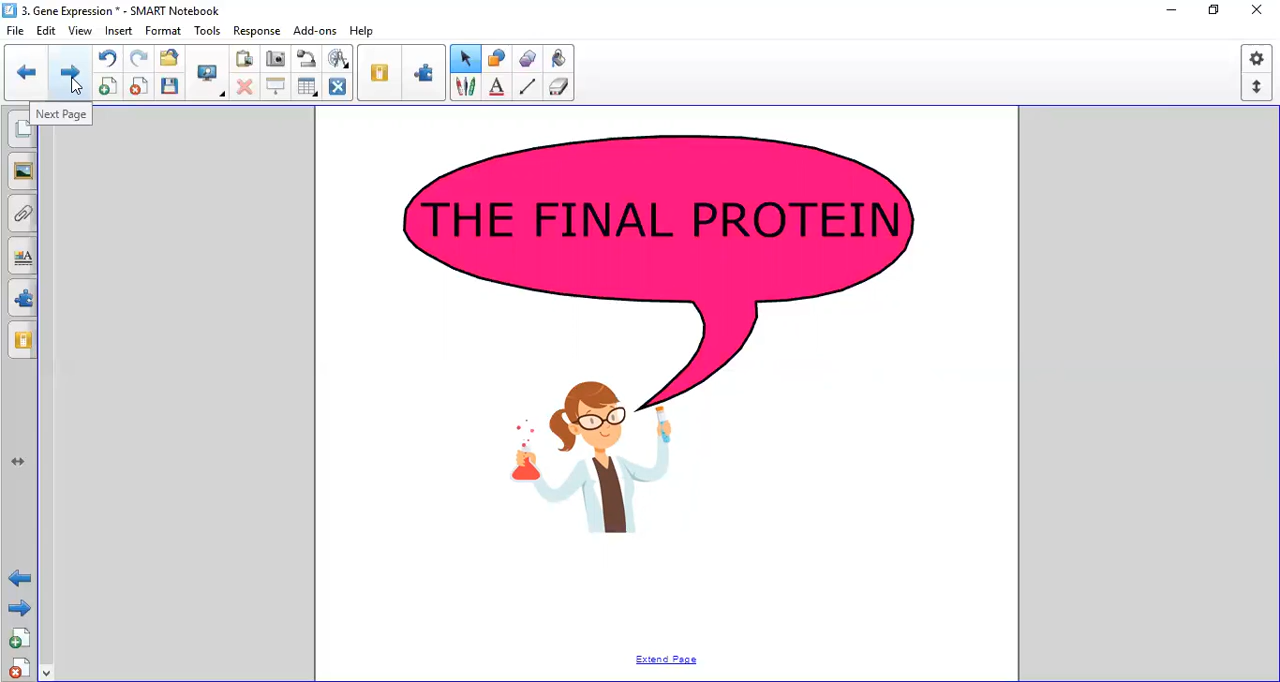 3. Gene Expression * - SMART Notebook
File Edit View Insert Format Tools Response Add-ons Help
Next Page
THE FINAL PROTEIN
Extend Page